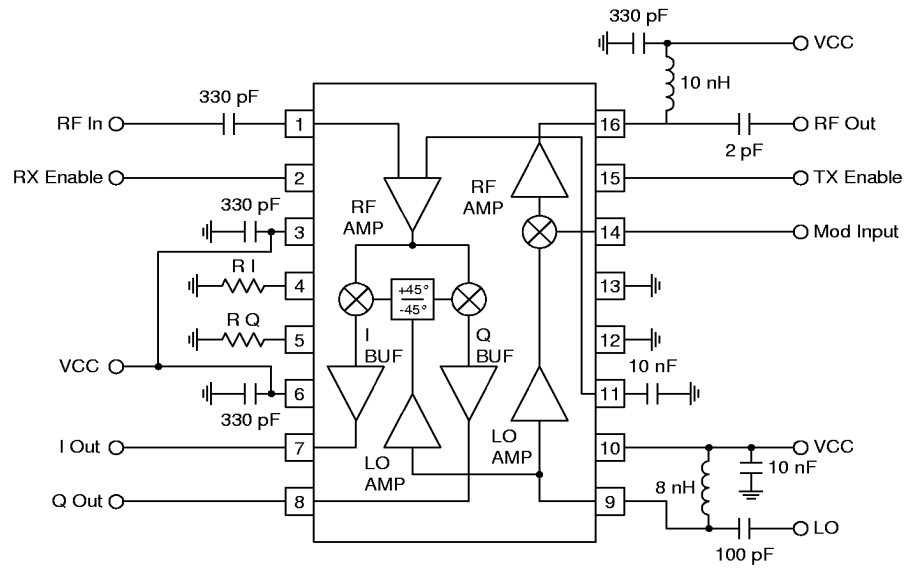 330 pF
VCC
10 nH
330 pF
RF In
1
16
RF Out
2 pF
RX Enable
2
RF
AMP
15
TX Enable
330 pF
3
RF
AMP
14
Mod Input
R I
4
+45°
-45°
13
R Q
5
I
BUF
Q
BUF
12
VCC
10 nF
6
11
330 pF
I Out
7
LO
AMP
LO
AMP
10
VCC
8 nH
10 nF
Q Out
8
9
LO
100 pF